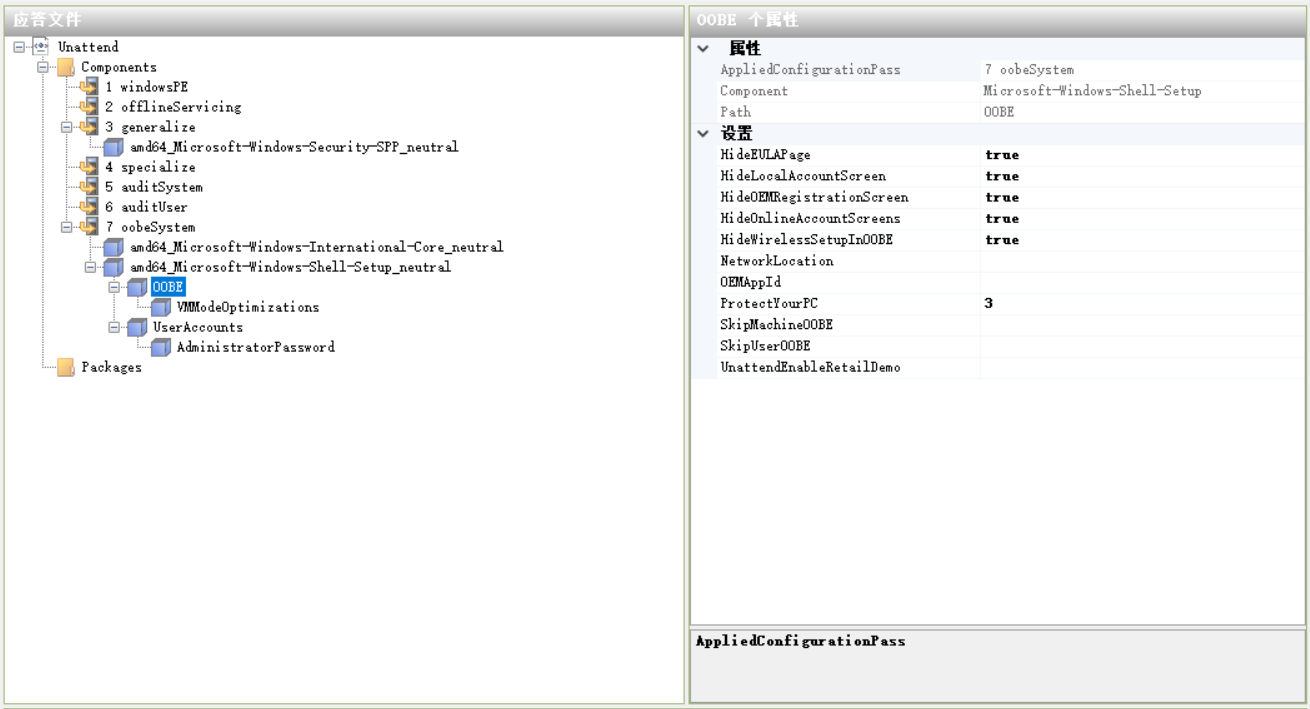 应答文件
Unattend
Components
1 windowsPE
2 offlineServicing
3 generalize
amd64_Microsoft-Windows-Security-SPP_neutral
4 specialize
5 auditSystem
6 auditUser
7 oobeSystem
amd64_Microsoft-Windows-International-Core_neutral
amd64_Microsoft-Windows-Shell-Setup_neutral
OOBE
VMModeOptimizations
UserAccounts
AdministratorPassword
Packages
OOBE 个属性
属性
AppliedConfigurationPass 7 oobeSystem
Component Microsoft-Windows-Shell-Setup
Path OOBE
设置
HideEULAPage true
HideLocalAccountScreen true
HideOEMRegistrationScreen true
HideOnlineAccountScreens true
HideWirelessSetupInOOBE true
NetworkLocation
OEMAppId
ProtectYourPC 3
SkipMachineOOBE
SkipUserOOBE
UnattendEnableRetailDemo
AppliedConfigurationPass